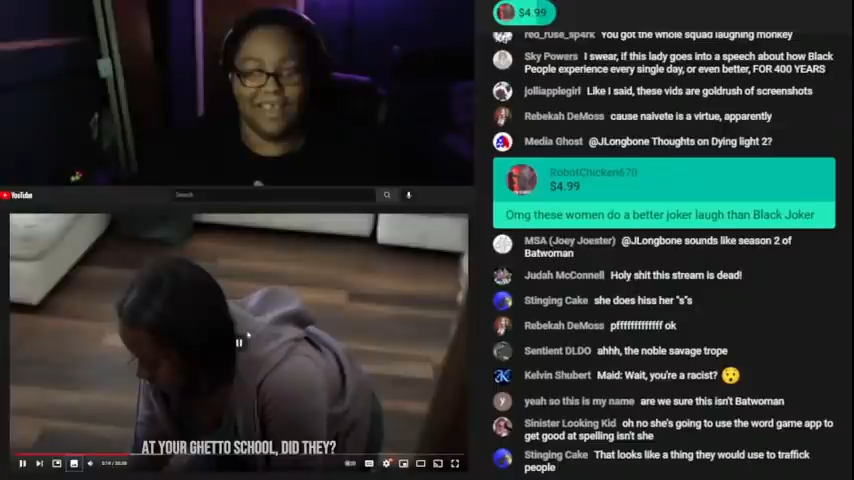 $4.99
red_ruse_sp4rk You got the whole squad laughing monkey
Sky Powers I swear, if this lady goes into a speech about how Black
People experience every single day, or even better, FOR 400 YEARS
jolliapplegirl Like I said, these vids are goldrush of screenshots
Rebekah DeMoss cause naivete is a virtue, apparently
Media Ghost @JLongbone Thoughts on Dying light 2?
RobotChicken670
$4.99
Omg these women do a better joker laugh than Black Joker
MSA (Joey Joester) @JLongbone sounds like season 2 of
Batwoman
Judah McConnell Holy shit this stream is dead!
Stinging Cake she does hiss her "s"s
Rebekah DeMoss pfffffffffffff ok
Sentient DLDO ahhh, the noble savage trope
Kelvin Shubert Maid: Wait, you're a racist?
yeah so this is my name are we sure this isn't Batwoman
Sinister Looking Kid oh no she's going to use the word game app to
get good at spelling isn't she
Stinging Cake That looks like a thing they would use to traffick
people
YouTube
Search
AT YOUR GHETTO SCHOOL, DID THEY?